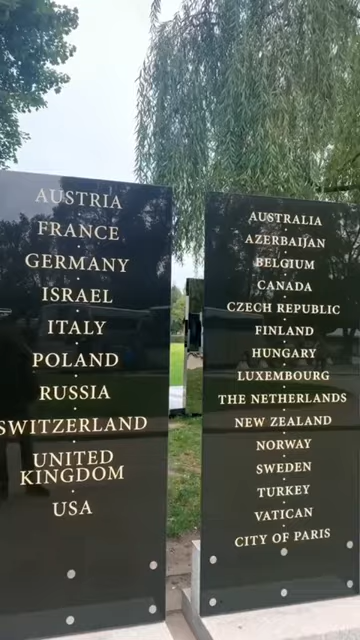 AUSTRIA
FRANCE
GERMANY
ISRAEL
ITALY
POLAND
RUSSIA
SWITZERLAND
UNITED
KINGDOM
USA
AUSTRALIA
AZERBAIJAN
BELGIUM
CANADA
CZECH REPUBLIC
FINLAND
HUNGARY
LUXEMBOURG
THE NETHERLANDS
NEW ZEALAND
NORWAY
SWEDEN
TURKEY
VATICAN
CITY OF PARIS